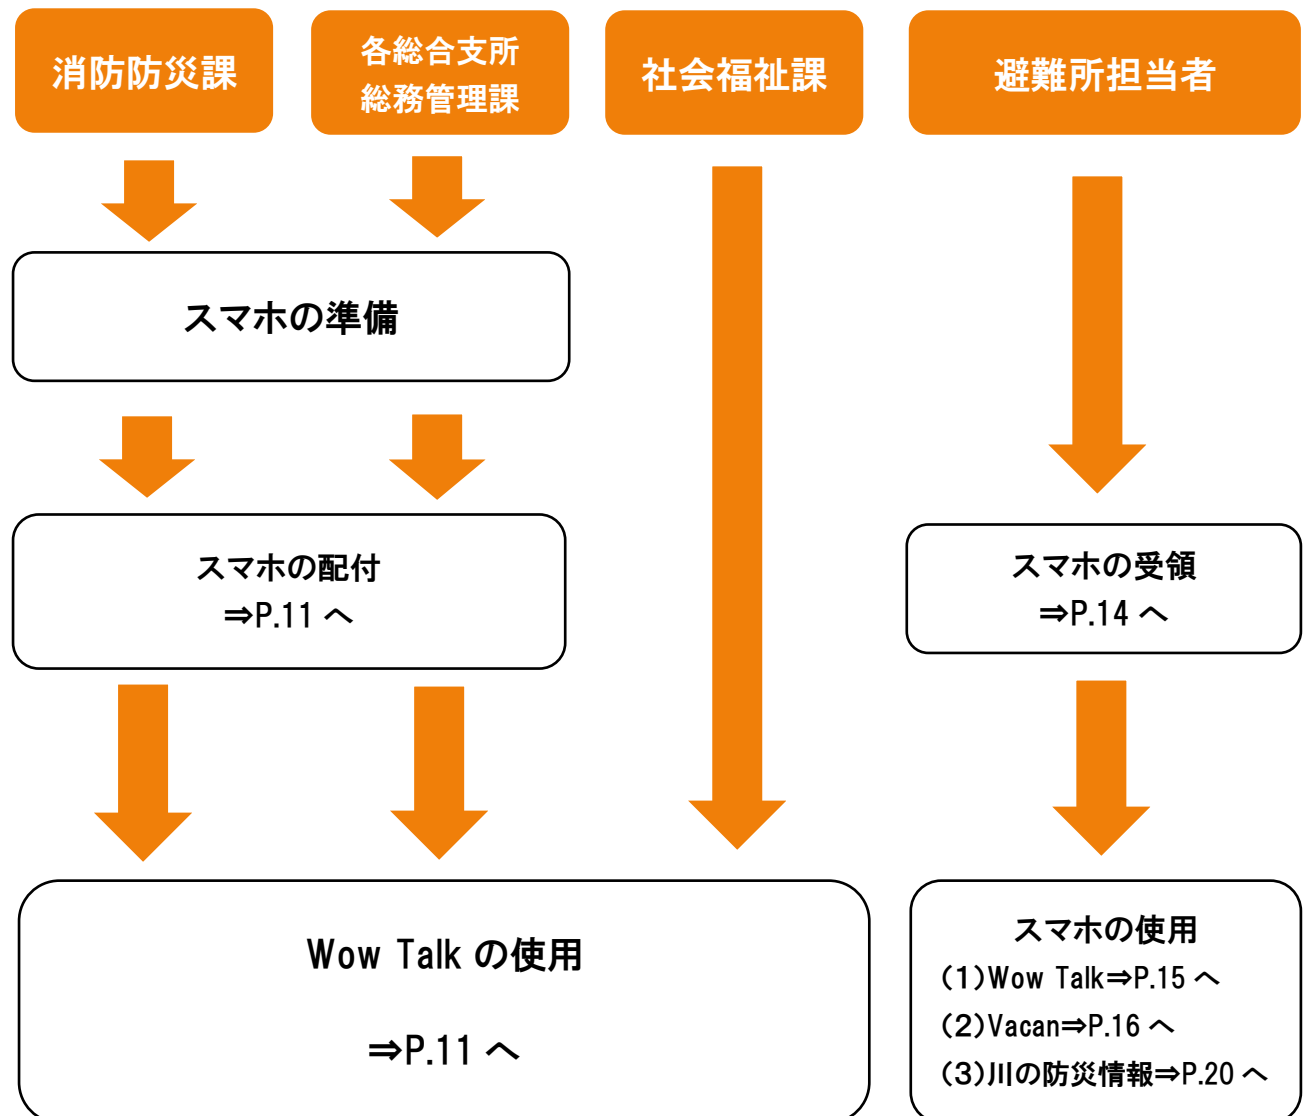 消防防災課
各総合支所
総務管理課
社会福祉課
避難所担当者
スマホの準備
スマホの配付
⇒P.11 へ
スマホの受領
⇒P.14 へ
Wow Talk の使用
⇒P.11 へ
スマホの使用
(1)Wow Talk⇒P.15 へ
(2)Vacan⇒P.16 へ
(3)川の防災情報⇒P.20 へ